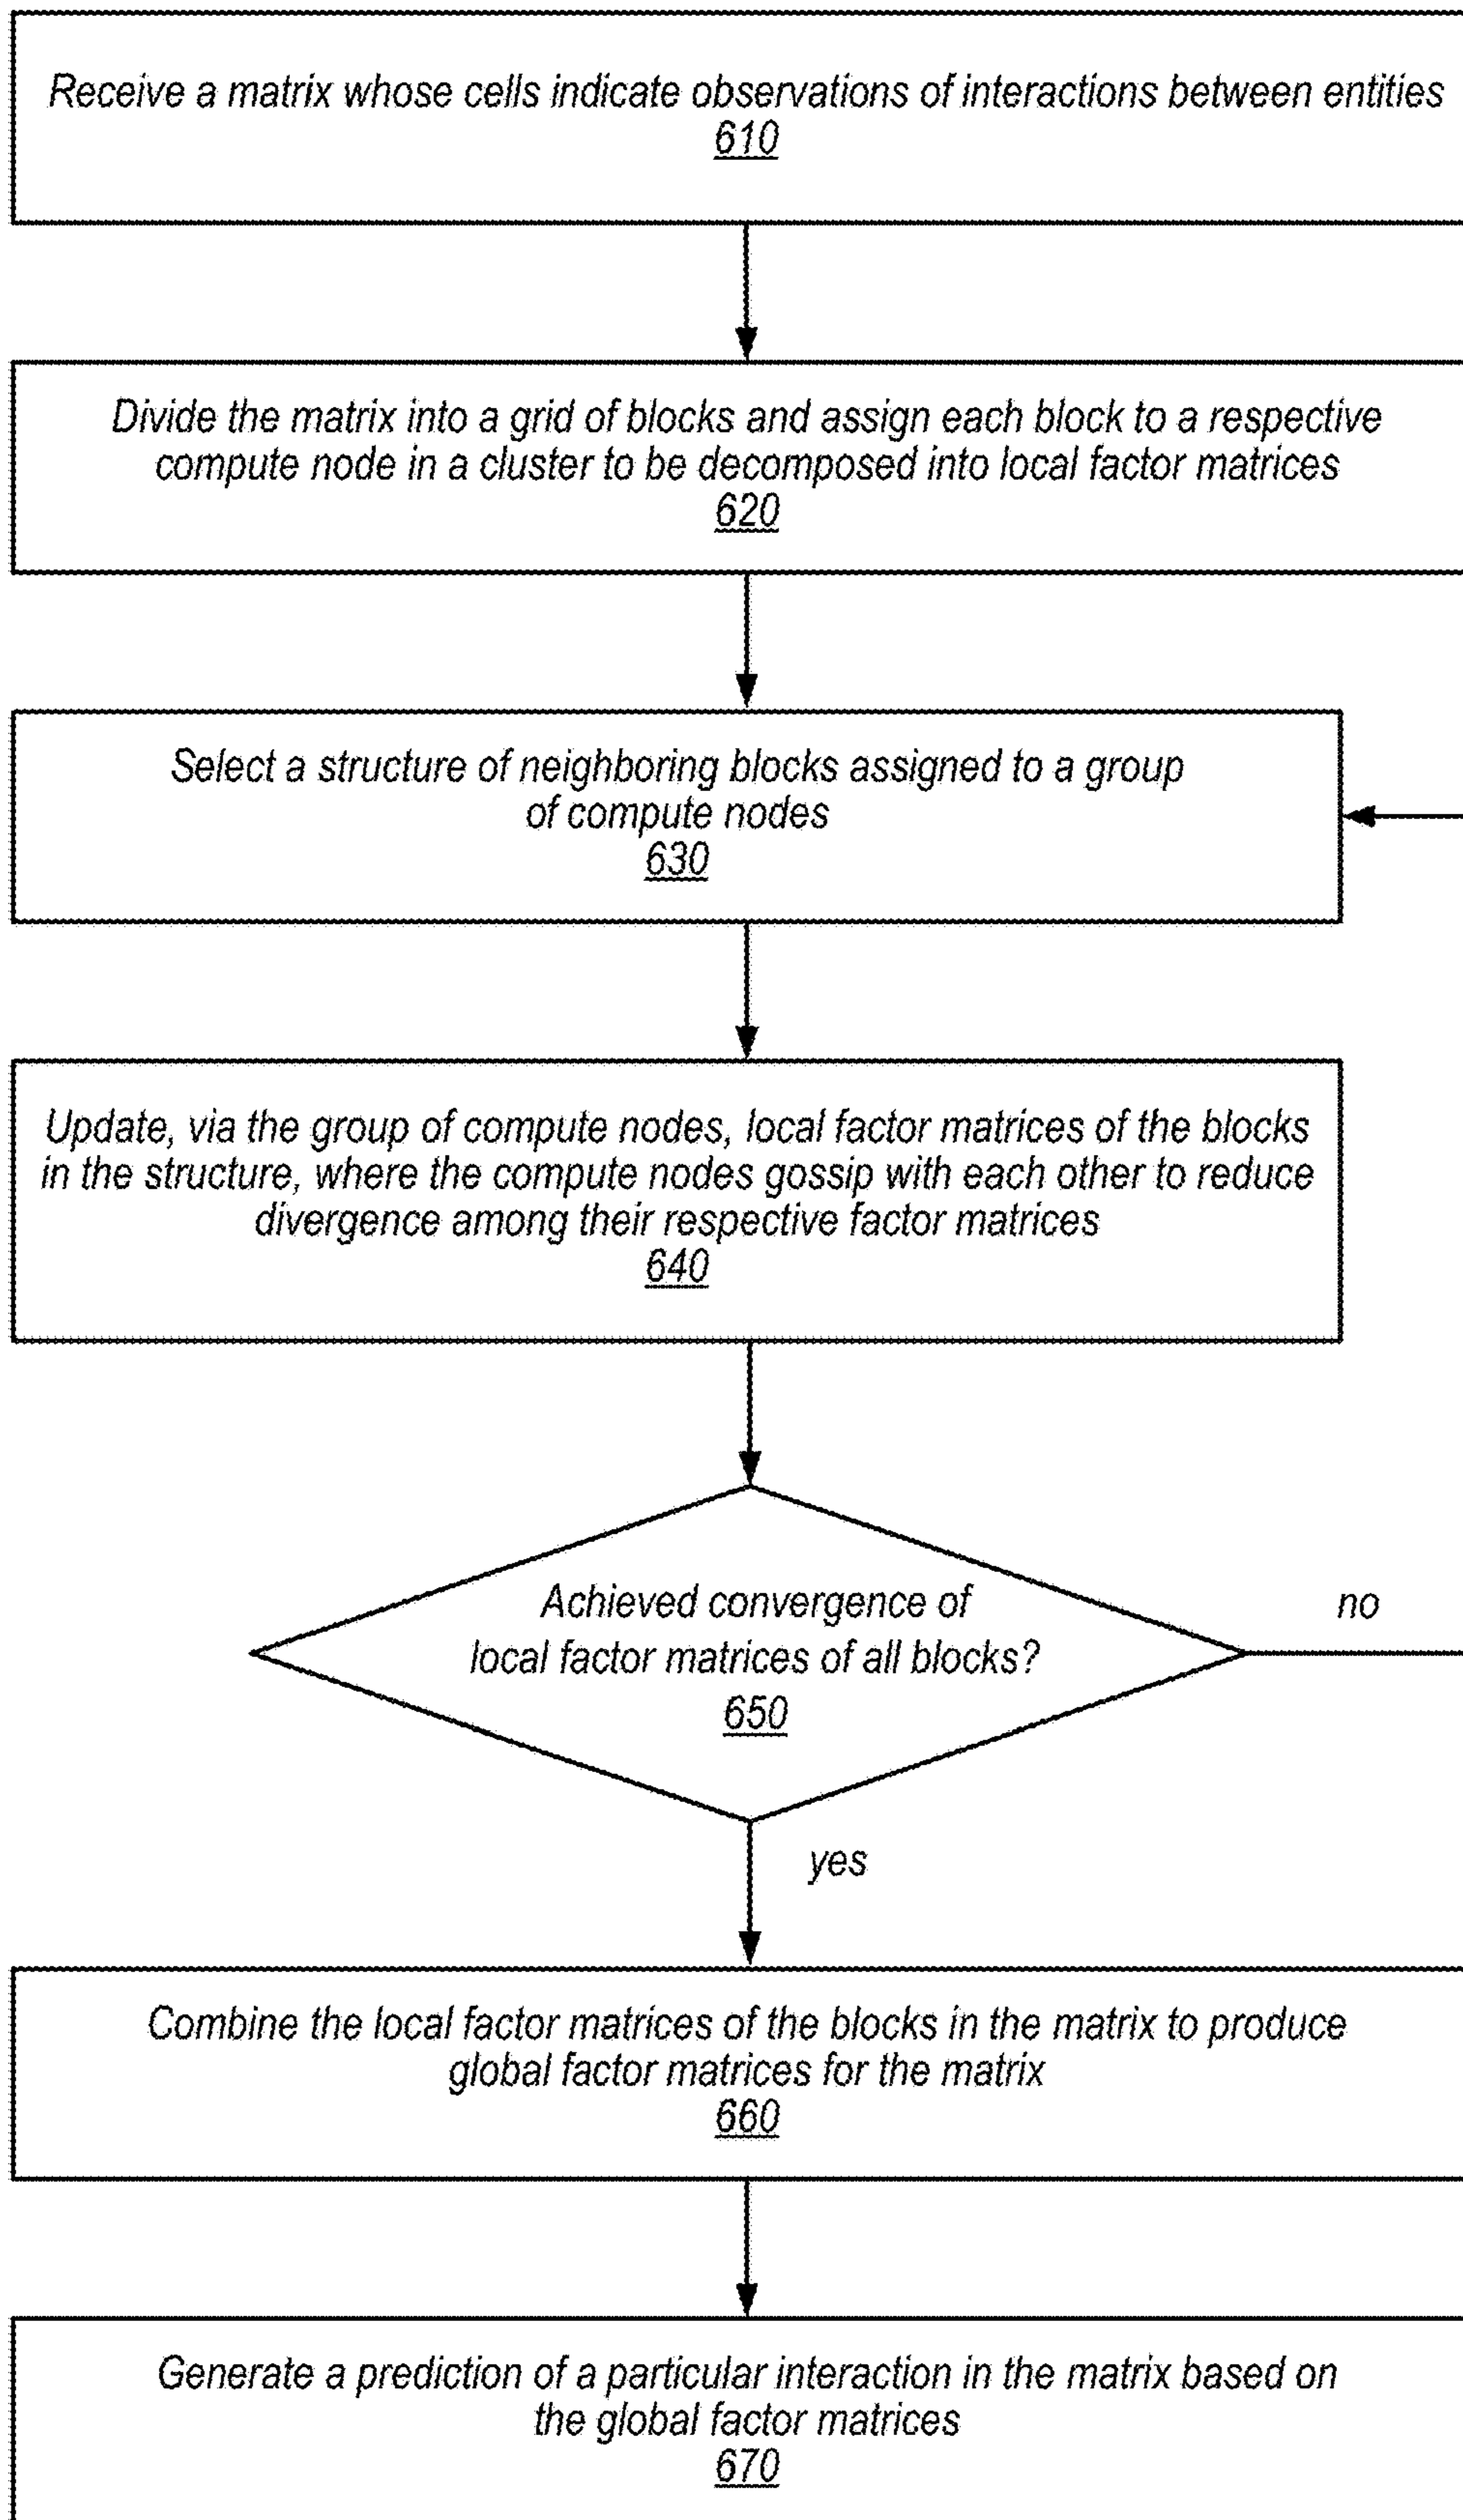 Receive a matrix whose cells indicate observations of interactions between entities
610
Divide the matrix into a grid of blocks and assign each block to a respective
compute node in a cluster to be decomposed into local factor matrices
620
Select a structure of neighboring blocks assigned to a group
of compute nodes
630
Update, via the group of compute nodes, local factor matrices of the blocks
in the structure, where the compute nodes gossip with each other to reduce
divergence among their respective factor matrices
640
Achieved convergence of
local factor matrices of all blocks?
650
no
yes
Combine the local factor matrices of the blocks in the matrix to produce
global factor matrices for the matrix
660
Generate a prediction of a particular interaction in the matrix based on
the global factor matrices
670